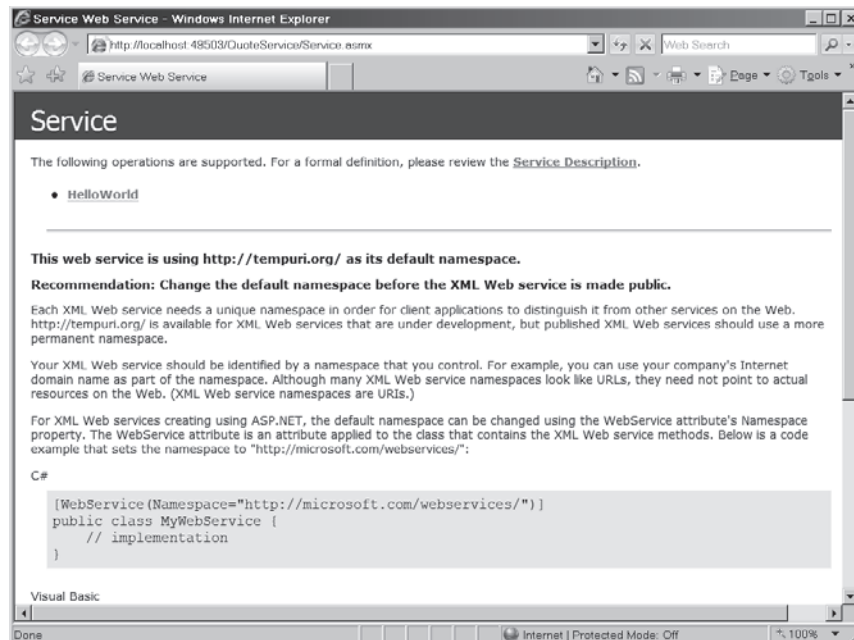 Service Web Service - Windows Internet Explorer
http://localhost:49503/QuoteService/Service.asmx
Web Search
Service Web Service
Page
Tools
Service
The following operations are supported. For a formal definition, please review the Service Description.
HelloWorld
This web service is using http://tempuri.org/ as its default namespace.
Recommendation: Change the default namespace before the XML Web service is made public.
Each XML Web service needs a unique namespace in order for client applications to distinguish it from other services on the Web.
http://tempuri.org/ is available for XML Web services that are under development, but published XML Web services should use a more
permanent namespace.
Your XML Web service should be identified by a namespace that you control. For example, you can use your company's Internet
domain name as part of the namespace. Although many XML Web service namespaces look like URLs, they need not point to actual
resources on the Web. (XML Web service namespaces are URIs.)
For XML Web services creating using ASP.NET, the default namespace can be changed using the WebService attribute's Namespace
property. The WebService attribute is an attribute applied to the class that contains the XML Web service methods. Below is a code
example that sets the namespace to "http://microsoft.com/webservices/":
C#
[WebService(Namespace="http://microsoft.com/webservices/")]
public class MyWebService {
// implementation
}
Visual Basic
Done
Internet | Protected Mode: Off
100%